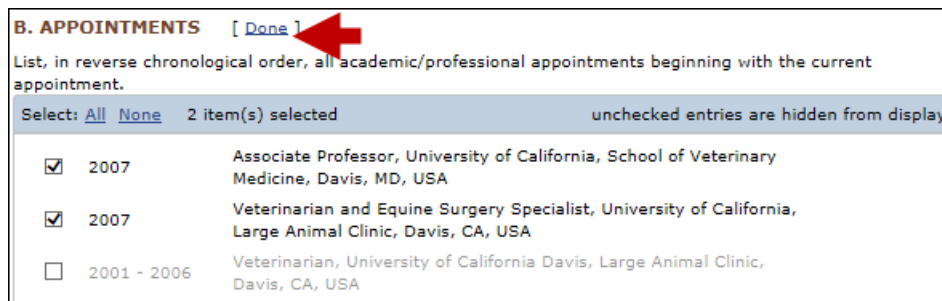 B. APPOINTMENTS [ Done ]
List, in reverse chronological order, all academic/professional appointments beginning with the current
appointment.
Select: All None 2 item(s) selected unchecked entries are hidden from display
2007 Associate Professor, University of California, School of Veterinary
Medicine, Davis, MD, USA
2007 Veterinarian and Equine Surgery Specialist, University of California,
Large Animal Clinic, Davis, CA, USA
2001 - 2006 Veterinarian, University of California Davis, Large Animal Clinic,
Davis, CA, USA